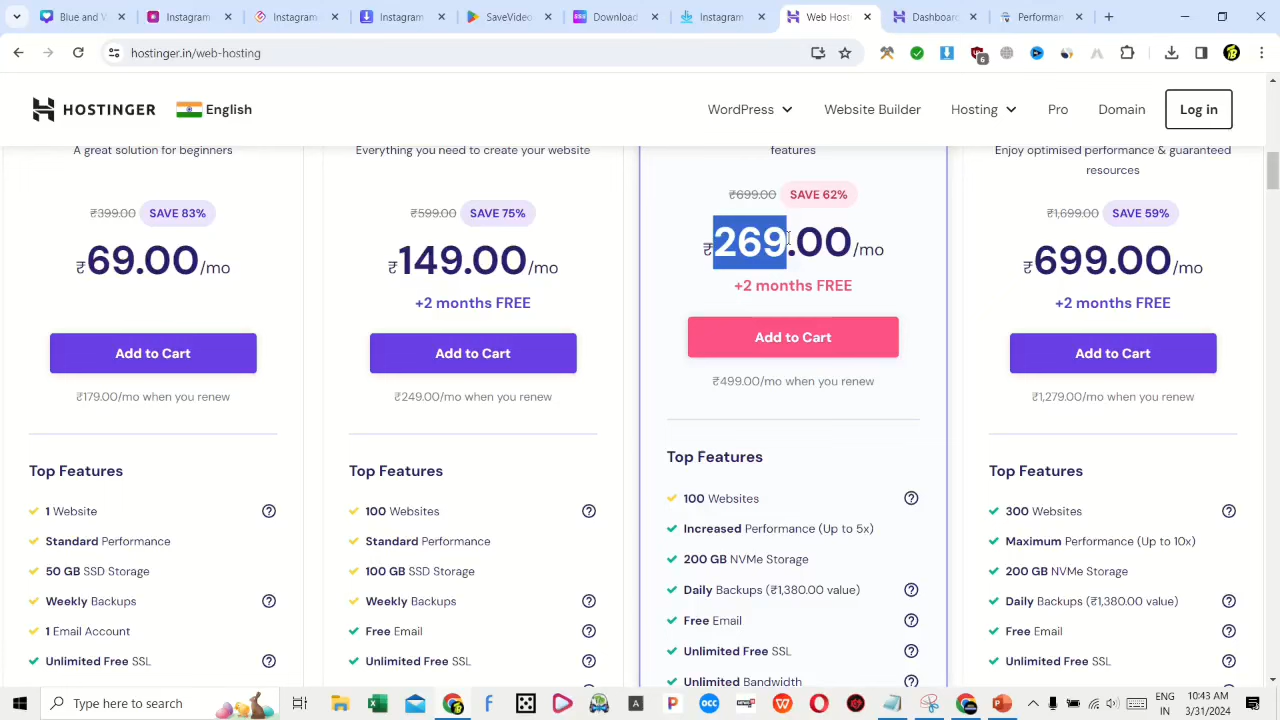 Instagram
Hostinger
Instagram
Instagram
SaveVideo
Download
Instagram
Web Host
Dashboar
Performan
hostinger.in/web-hosting
6
HOSTINGER
English
WordPress
Website Builder
Hosting
Pro
Domain
Log in
A great solution for beginners
₹399.00 SAVE 83%
₹69.00/mo
Add to Cart
₹179.00/mo when you renew
Top Features
1 Website
Standard Performance
50 GB SSD Storage
Weekly Backups
1 Email Account
Unlimited Free SSL
Everything you need to create your website
₹599.00 SAVE 75%
₹149.00/mo
+2 months FREE
Add to Cart
₹249.00/mo when you renew
Top Features
100 Websites
Standard Performance
100 GB SSD Storage
Weekly Backups
Free Email
Unlimited Free SSL
features
₹699.00 SAVE 62%
₹269.00/mo
+2 months FREE
Add to Cart
₹499.00/mo when you renew
Top Features
100 Websites
Increased Performance (Up to 5x)
200 GB NVMe Storage
Daily Backups (₹1,380.00 value)
Free Email
Unlimited Free SSL
Unlimited Bandwidth
Enjoy optimised performance & guaranteed
resources
₹1,699.00 SAVE 59%
₹699.00/mo
+2 months FREE
Add to Cart
₹1,279.00/mo when you renew
Top Features
300 Websites
Maximum Performance (Up to 10x)
200 GB NVMe Storage
Daily Backups (₹1,380.00 value)
Free Email
Unlimited Free SSL
Type here to search
ENG
IN
10:43 AM
3/31/2024